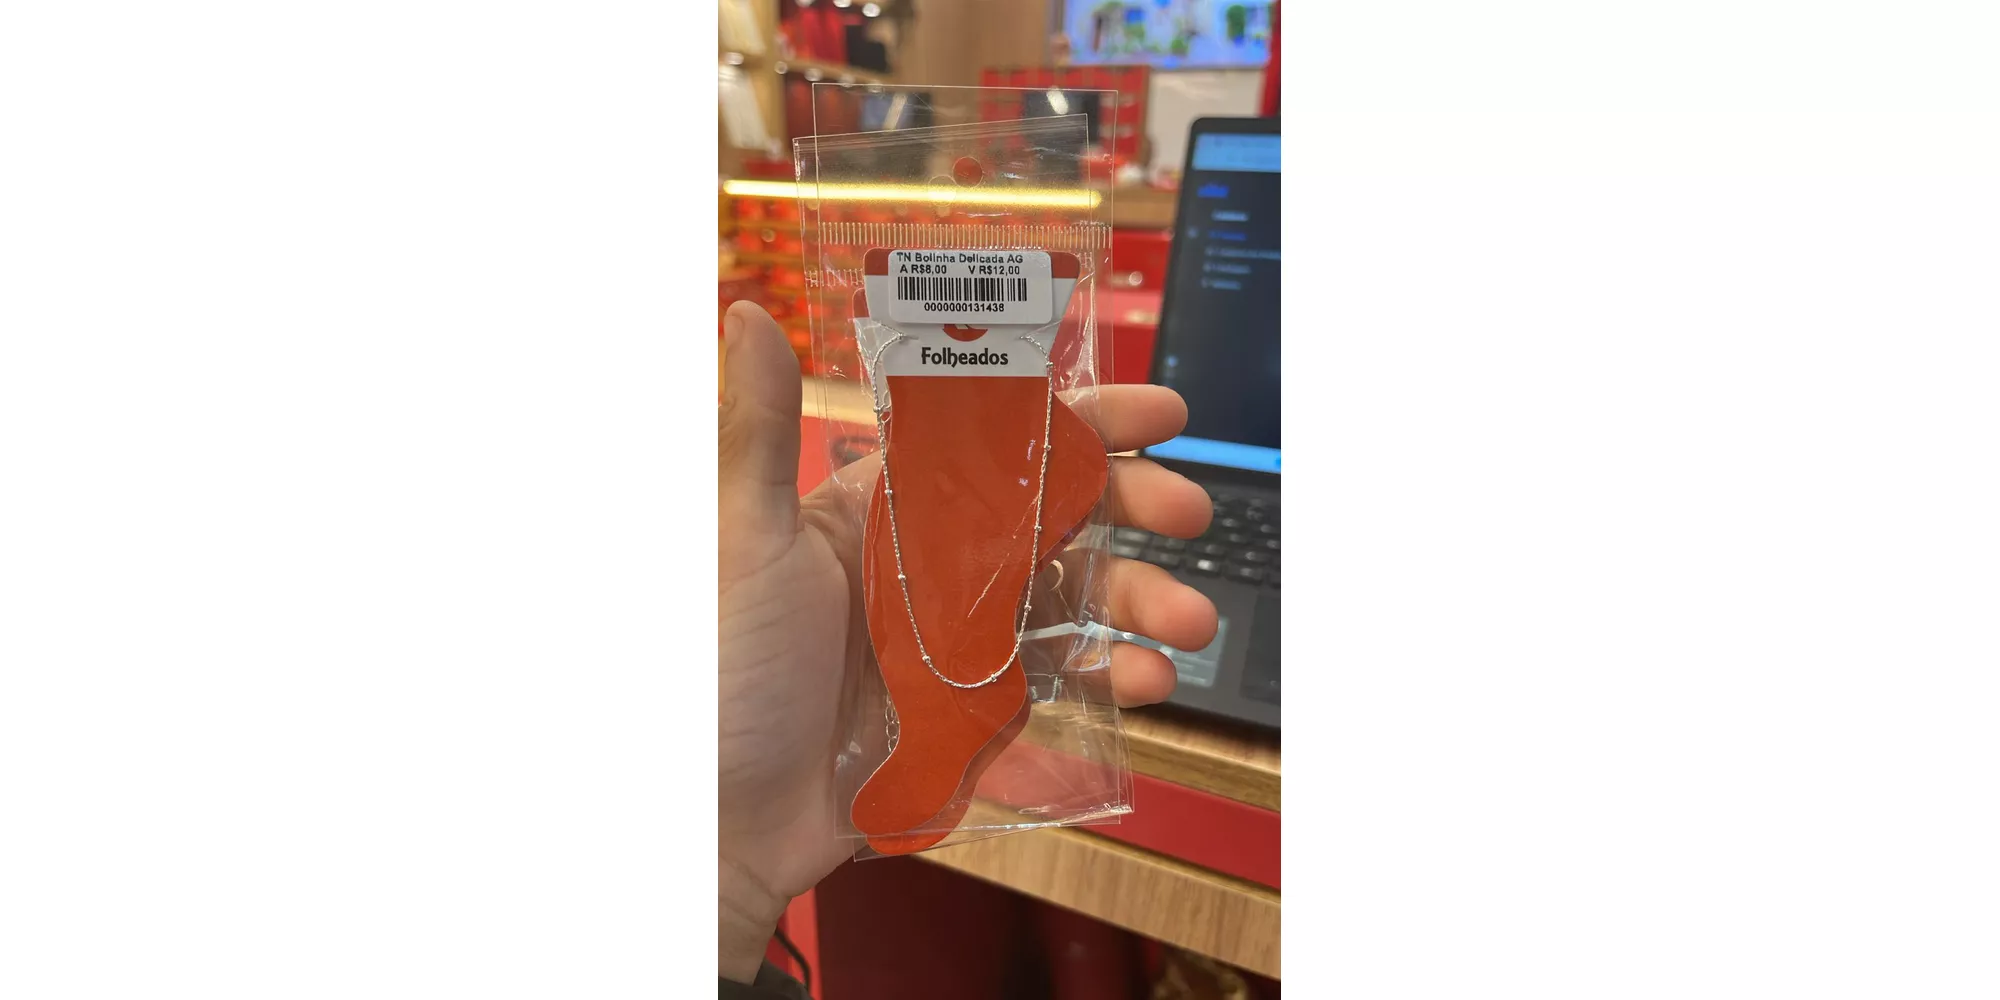 TN Bolinha Delicada AG
A R$8,00 V R$12,00
0000000131438
Folheados